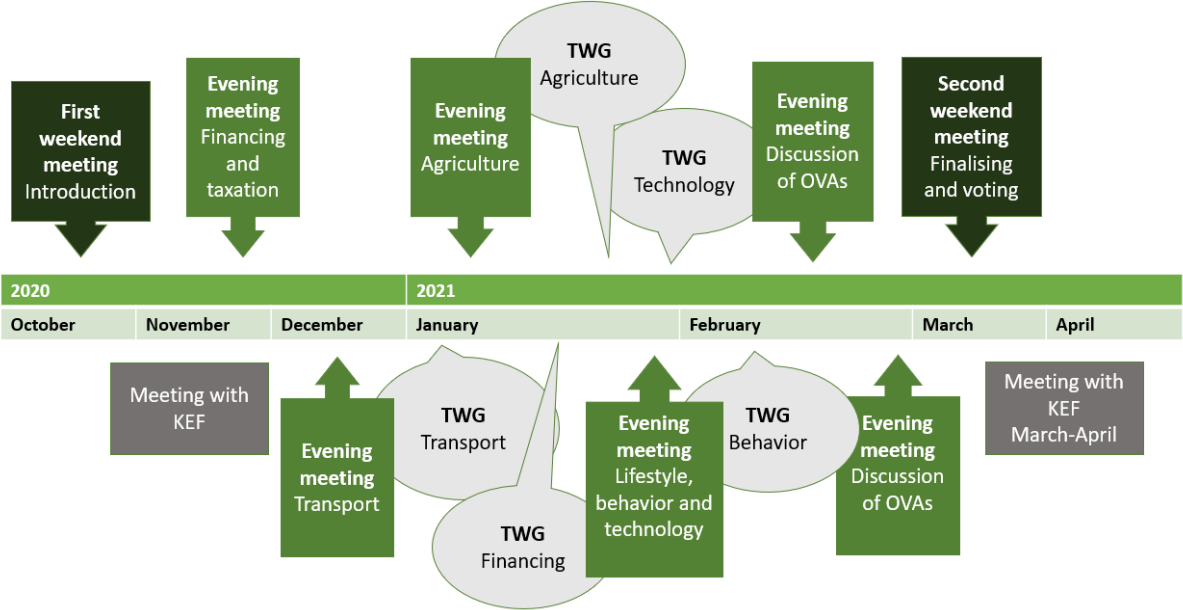 First
weekend
meeting
Introduction
Evening
meeting
Financing
and
taxation
Evening
meeting
Agriculture
TWG
Agriculture
TWG
Technology
Evening
meeting
Discussion
of OVAs
Second
weekend
meeting
Finalising
and voting
2020
2021
October
November
December
January
February
March
April
Meeting with
KEF
Evening
meeting
Transport
TWG
Transport
TWG
Financing
Evening
meeting
Lifestyle,
behavior and
technology
TWG
Behavior
Evening
meeting
Discussion
of OVAs
Meeting with
KEF
March-April